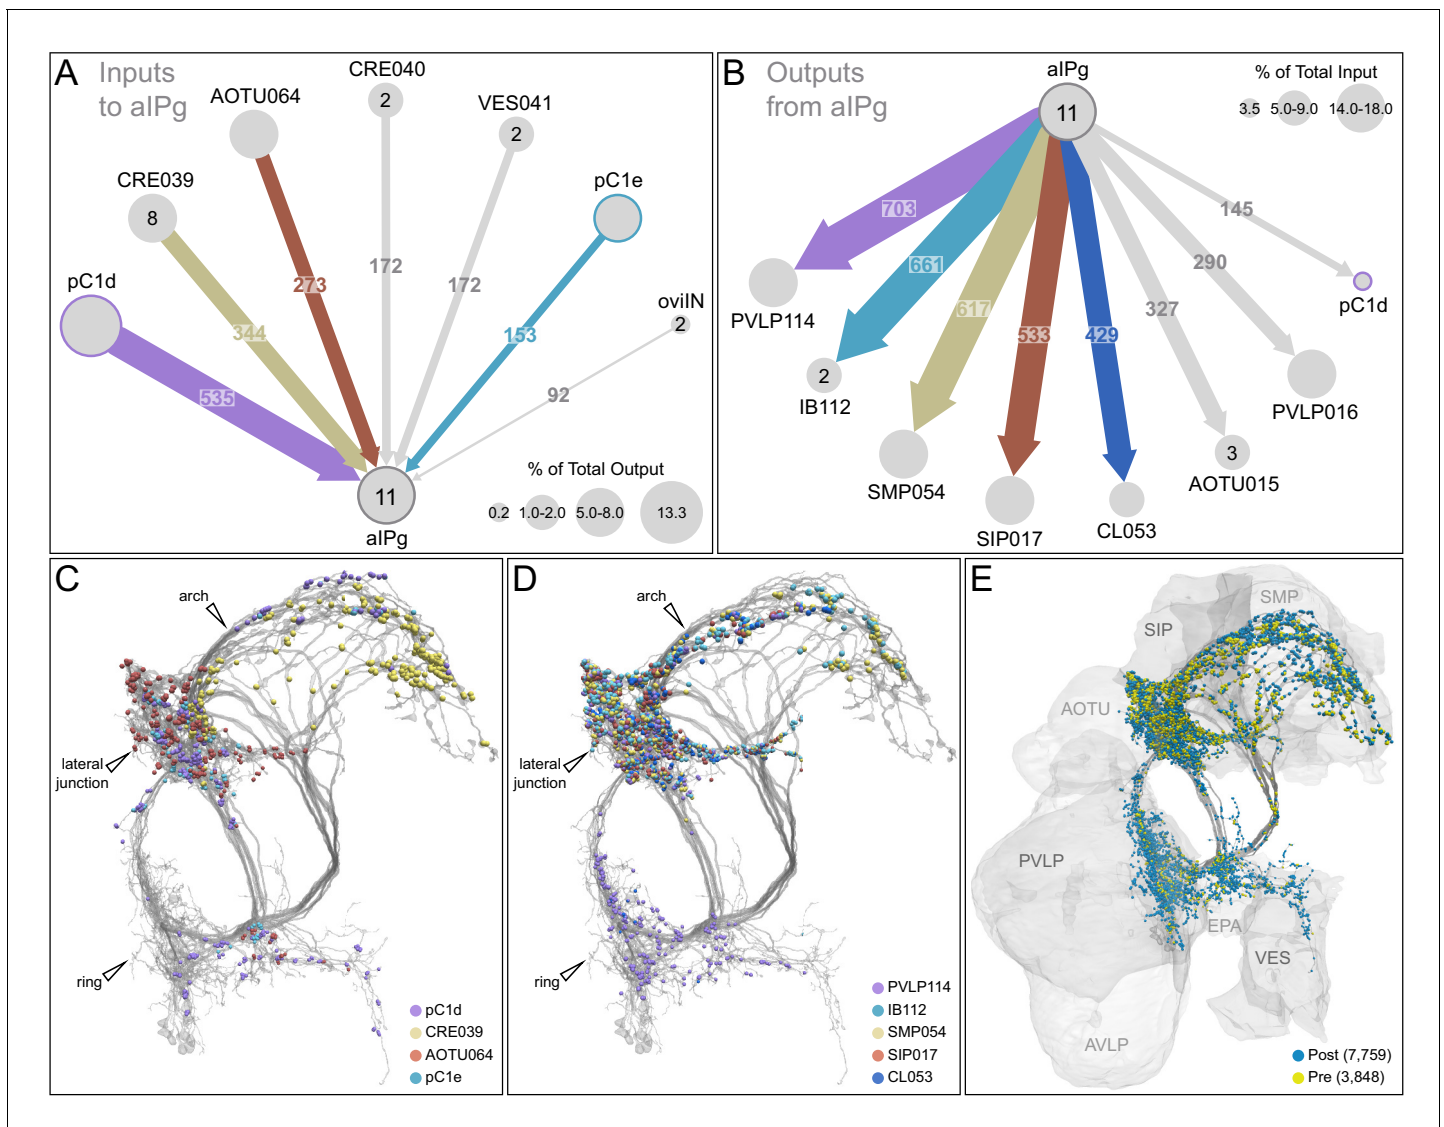 A
Inputs
to aIPg
CRE040
2
AOTU064
VES041
2
CRE039
8
pC1e
pC1d
oviIN
2
535
344
273
172
172
153
92
11
aIPg
% of Total Output
0.2 1.0-2.0 5.0-8.0 13.3
B
Outputs
from aIPg
aIPg
11
% of Total Input
3.5 5.0-9.0 14.0-18.0
703
661
617
533
429
327
290
145
PVLP114
2
IB112
SMP054
SIP017
CL053
3
AOTU015
PVLP016
pC1d
C
arch
lateral
junction
ring
pC1d
CRE039
AOTU064
pC1e
D
arch
lateral
junction
ring
PVLP114
IB112
SMP054
SIP017
CL053
E
SMP
SIP
AOTU
PVLP
EPA
VES
AVLP
Post (7,759)
Pre (3,848)